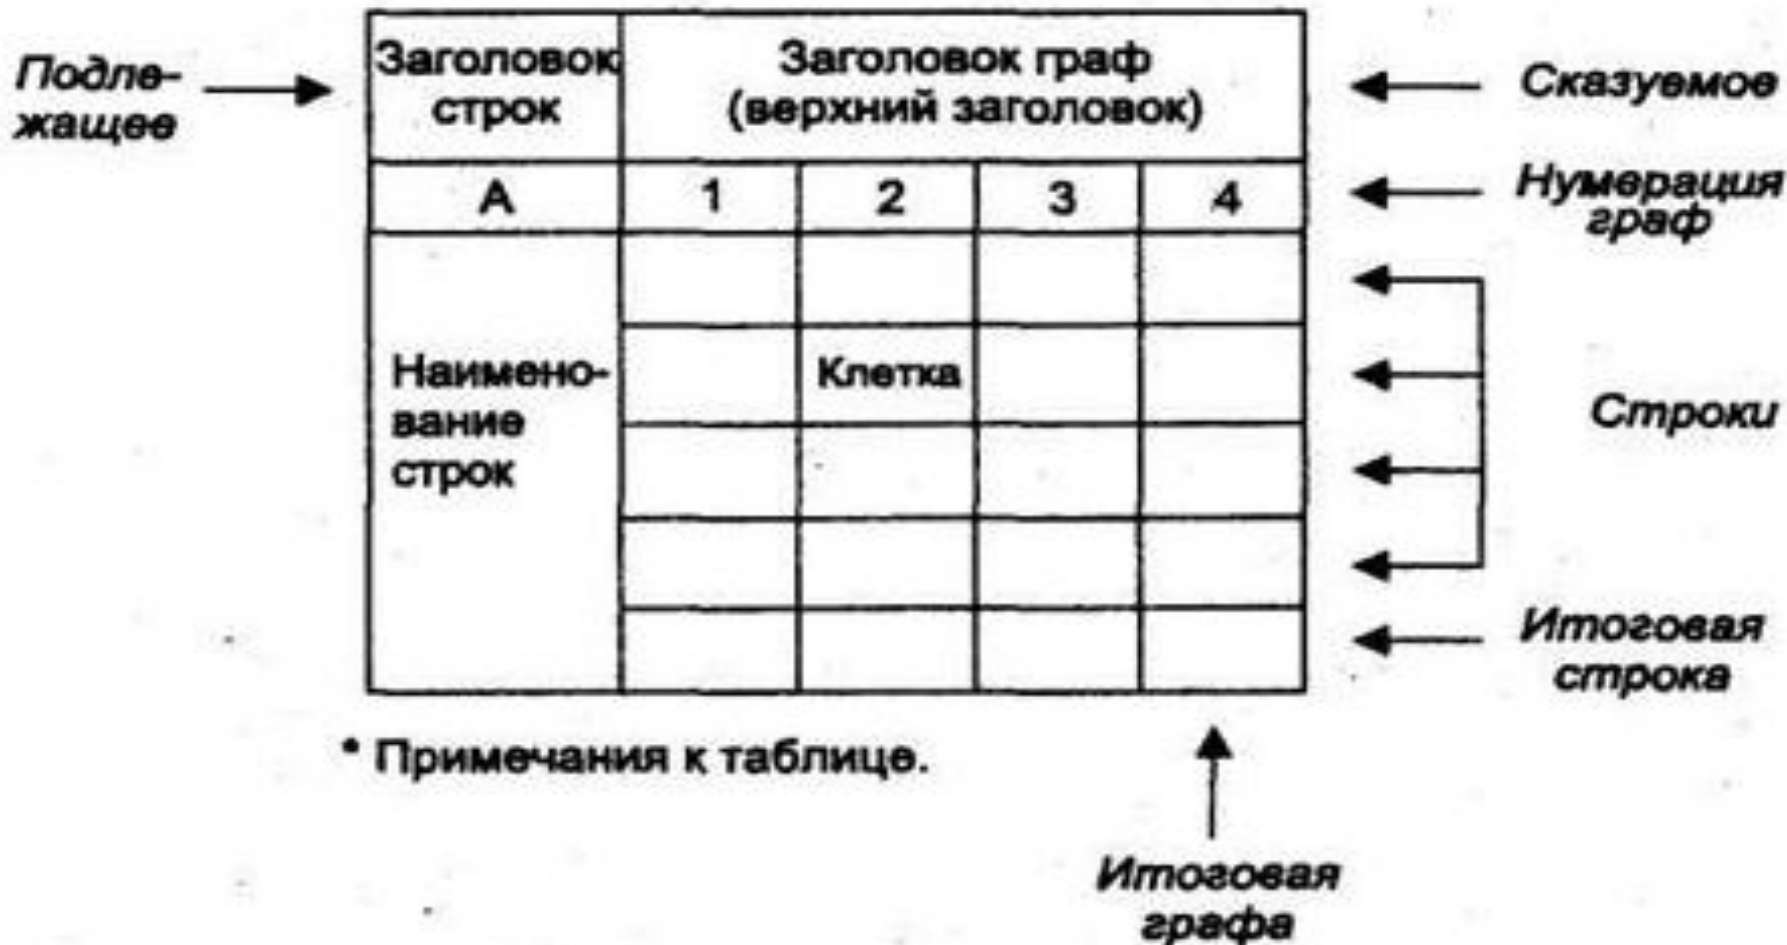 Подле-
жащее
Заголовок
строк
Заголовок граф
(верхний заголовок)
Сказуемое
А
1
2
3
4
Нумерация
граф
Наимено-
вание
строк
Клетка
Строки
Итоговая
строка
* Примечания к таблице.
Итоговая
графа